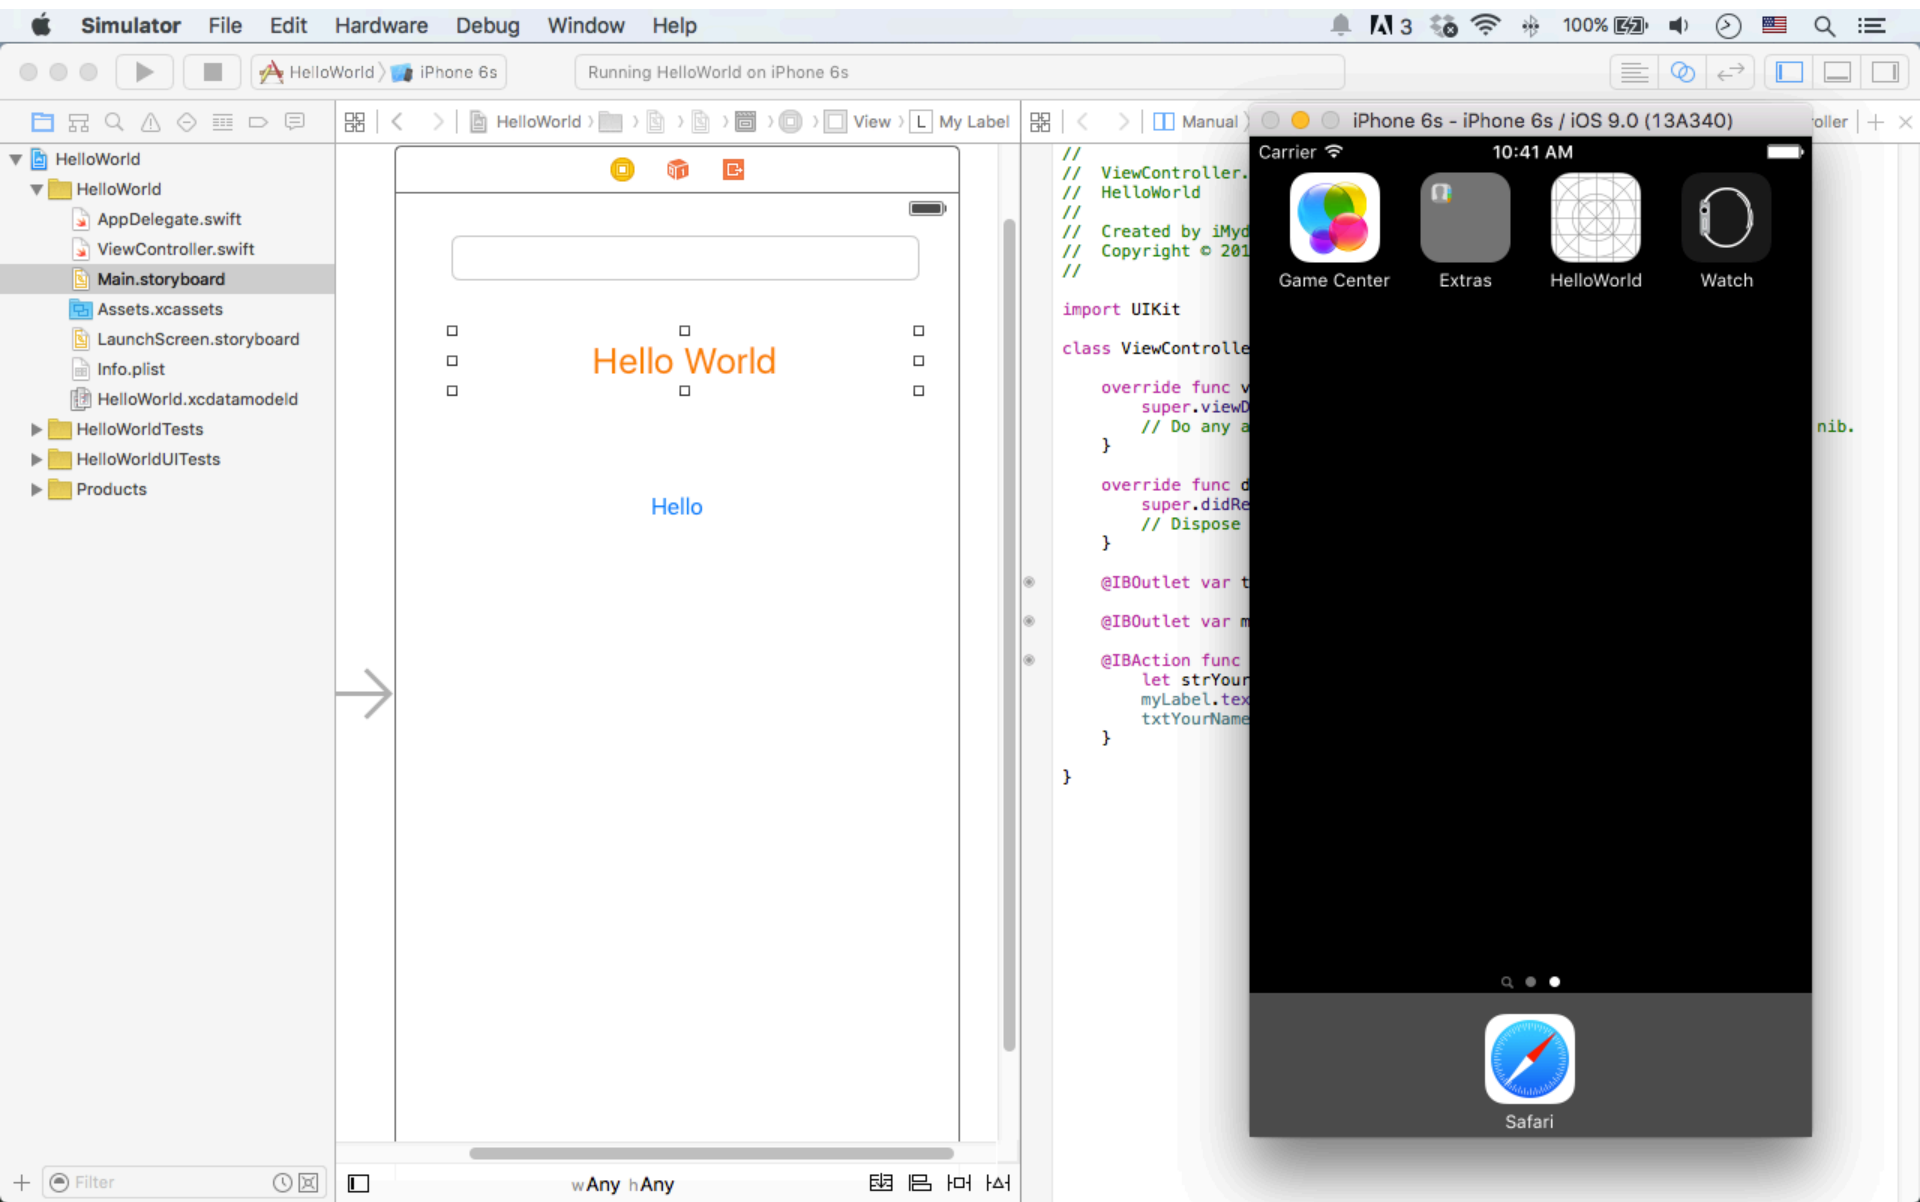 Simulator File Edit Hardware Debug Window Help 3 100%
HelloWorld iPhone 6s Running HelloWorld on iPhone 6s
HelloWorld View L My Label Manual
iPhone 6s - iPhone 6s / iOS 9.0 (13A340)
oller
HelloWorld
HelloWorld
AppDelegate.swift
ViewController.swift
Main.storyboard
Assets.xcassets
LaunchScreen.storyboard
Info.plist
HelloWorld.xcdatamodeld
HelloWorldTests
HelloWorldUITests
Products
Filter
Hello World
Hello
wAny hAny
//
// ViewController.
// HelloWorld
//
// Created by iMyd
// Copyright © 201
//
import UIKit
class ViewControlle
override func v
super.viewD
// Do any a
nib.
}
override func d
super.didRe
// Dispose
}
@IBOutlet var t
@IBOutlet var m
@IBAction func
let strYour
myLabel.tex
txtYourName
}
}
Carrier 10:41 AM
Game Center Extras HelloWorld Watch
Safari